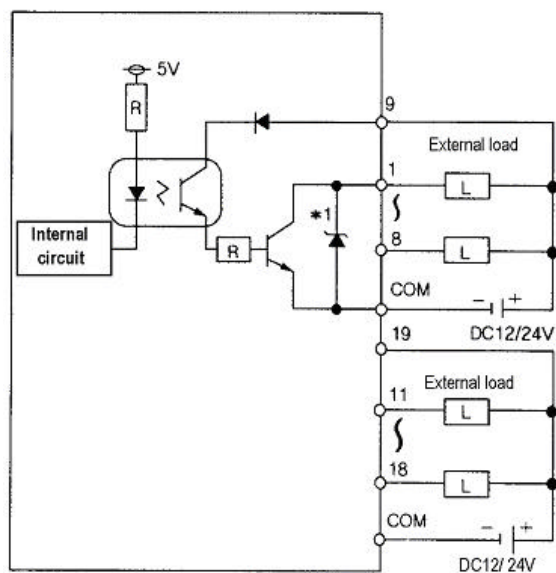 5V
R
9
External load
1
L
*1
8
L
Internal
circuit
R
COM
- +
DC12/24V
19
External load
11
L
18
L
COM
- +
DC12/ 24V